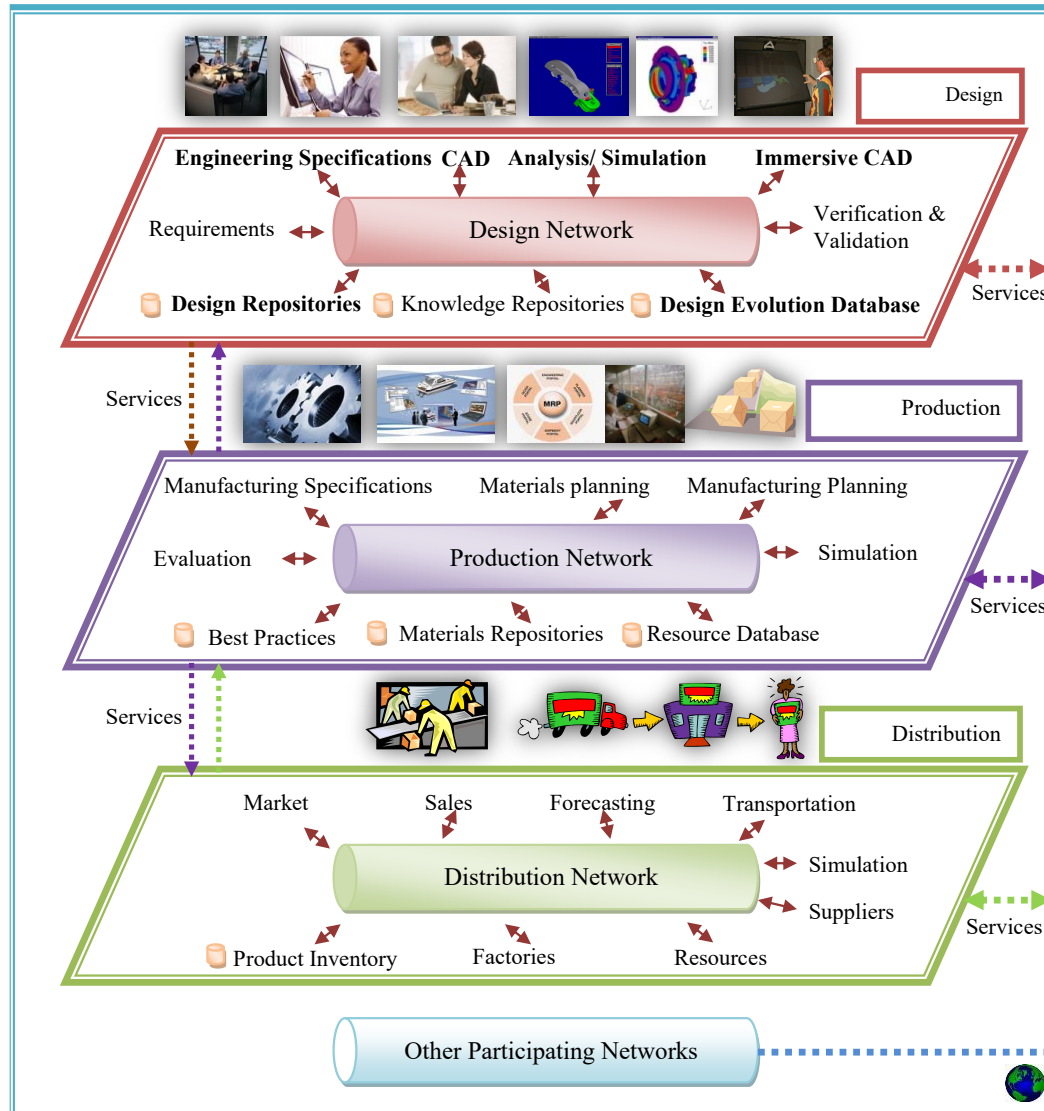 Design
Engineering Specifications
CAD
Analysis/ Simulation
Immersive CAD
Requirements
Design Network
Verification &
Validation
Design Repositories
Knowledge Repositories
Design Evolution Database
Services
Services
MRP
Production
Manufacturing Specifications
Materials planning
Manufacturing Planning
Evaluation
Production Network
Simulation
Best Practices
Materials Repositories
Resource Database
Services
Services
Distribution
Market
Sales
Forecasting
Transportation
Distribution Network
Simulation
Suppliers
Product Inventory
Factories
Resources
Services
Other Participating Networks